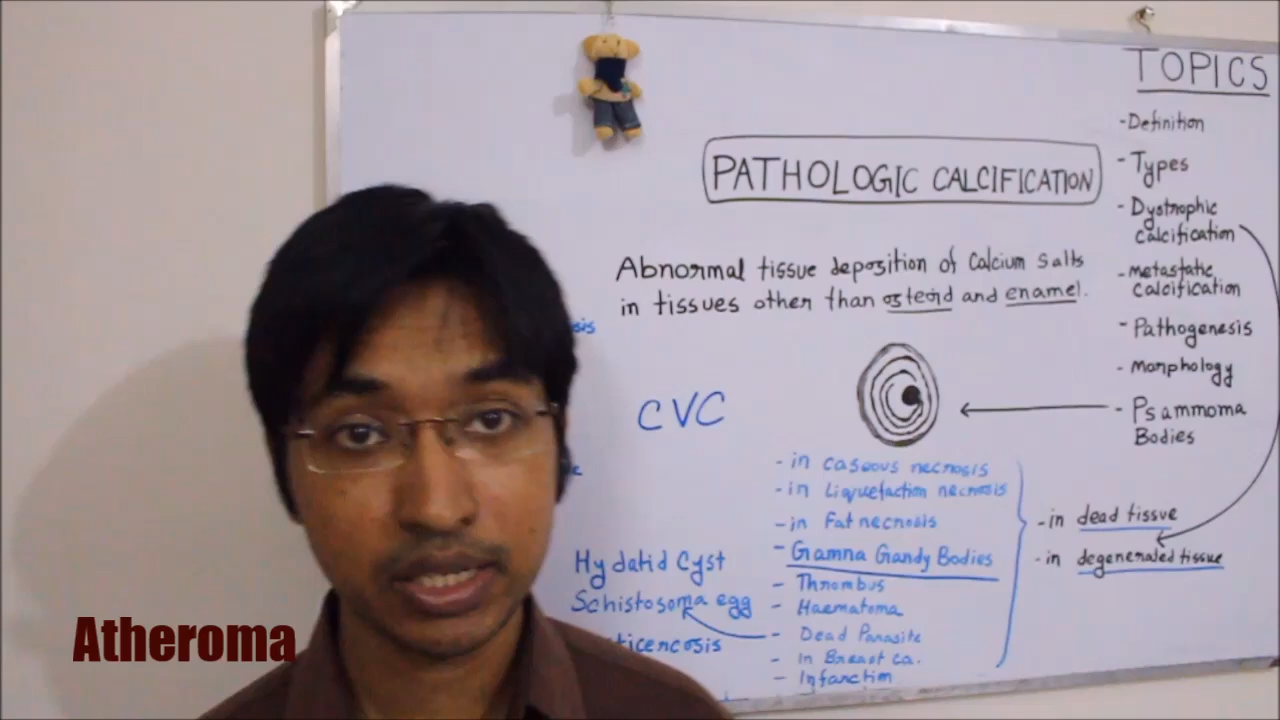 TOPICS
- Definition
- Types
- Dystrophic
calcification
- metastatic
calcification
- Pathogenesis
- Morphology
- Psammoma
Bodies
PATHOLOGIC CALCIFICATION
Abnormal tissue deposition of Calcium Salts
in tissues other than osteoid and enamel.
CVC
- in caseous necrosis
- in Liquefaction necrosis
- in Fat necrosis
- Gamna Gandy Bodies
- Thrombus
- Haematoma
- Dead Parasite
- In Breast ca.
- Infarctim
- in dead tissue
- in degenerated tissue
Hydatid Cyst
Schistosoma egg
ticercosis
sis
Atheroma